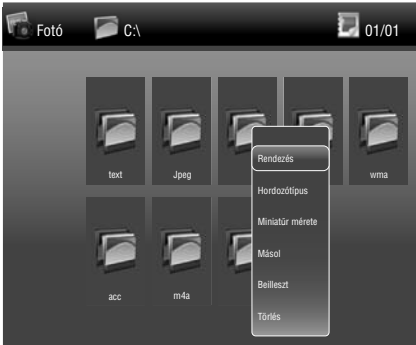 Fotó C:\ 01/01
text Jpeg wma
acc m4a
Rendezés
Hordozótípus
Miniatűr mérete
Másol
Beilleszt
Törlés